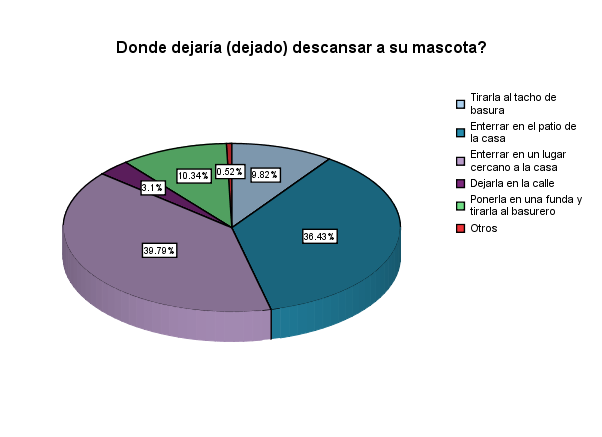 Donde dejaría (dejado) descansar a su mascota?
Tirarla al tacho de
basura
Enterrar en el patio de
la casa
Enterrar en un lugar
cercano a la casa
Dejarla en la calle
Ponerla en una funda y
tirarla al basurero
Otros
10.34%
0.52%
9.82%
3.1%
36.43%
39.79%